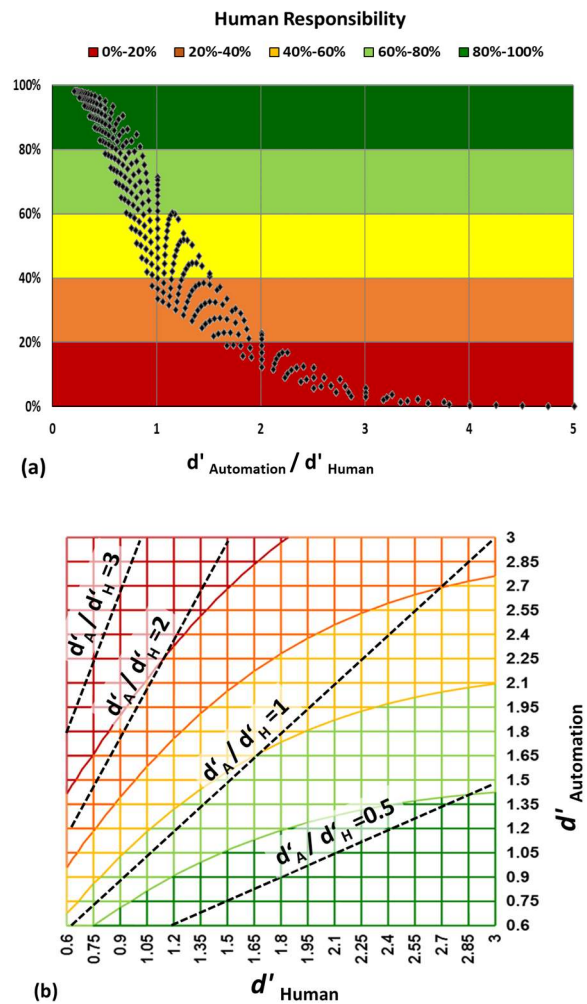 Human Responsibility
0%-20% 20%-40% 40%-60% 60%-80% 80%-100%
100%
80%
60%
40%
20%
0%
0 1 2 3 4 5
(a) d' Automation / d' Human
d'A / d'H =3
d'A / d'H =2
d'A / d'H =1
d'A / d'H =0.5
3
2.85
2.7
2.55
2.4
2.25
2.1
1.95
1.8
1.65
1.5
1.35
1.2
1.05
0.9
0.75
0.6
d' Automation
0.6 0.75 0.9 1.05 1.2 1.35 1.5 1.65 1.8 1.95 2.1 2.25 2.4 2.55 2.7 2.85 3
(b) d' Human